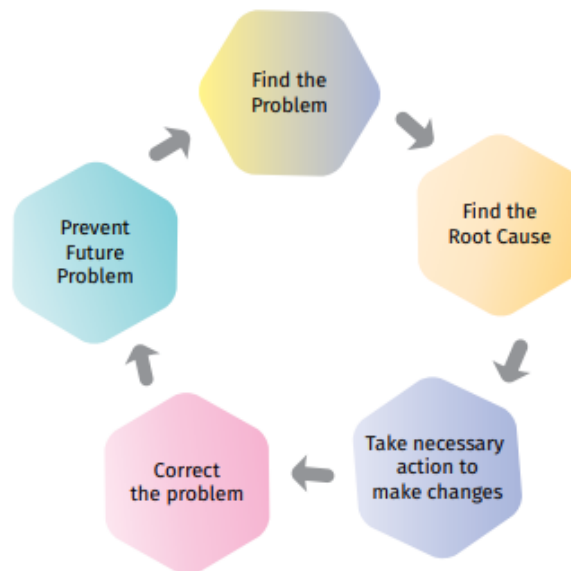 Find the
Problem
Find the
Root Cause
Take necessary
action to
make changes
Correct
the problem
Prevent
Future
Problem